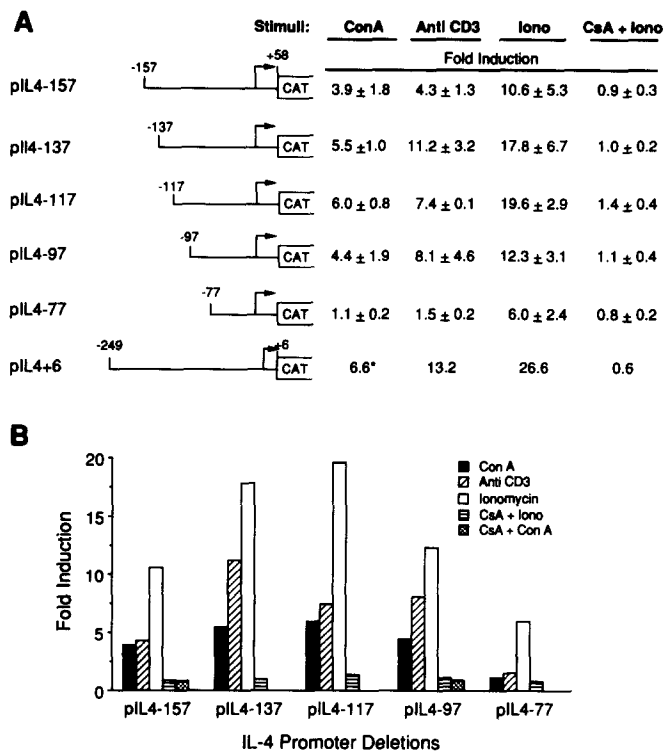 A
Stimuli: ConA Anti CD3 Iono CsA + Iono
Fold Induction
pIL4-157 -157 +58 CAT 3.9 ± 1.8 4.3 ± 1.3 10.6 ± 5.3 0.9 ± 0.3
pIl4-137 -137 CAT 5.5 ±1.0 11.2 ± 3.2 17.8 ± 6.7 1.0 ± 0.2
pIL4-117 -117 CAT 6.0 ± 0.8 7.4 ± 0.1 19.6 ± 2.9 1.4 ± 0.4
pIL4-97 -97 CAT 4.4 ± 1.9 8.1 ± 4.6 12.3 ± 3.1 1.1 ± 0.4
pIL4-77 -77 CAT 1.1 ± 0.2 1.5 ± 0.2 6.0 ± 2.4 0.8 ± 0.2
pIL4+6 -249 +6 CAT 6.6* 13.2 26.6 0.6
B
Fold Induction
20
15
10
5
0
Con A
Anti CD3
Ionomycin
CsA + Iono
CsA + Con A
pIL4-157 pIL4-137 pIL4-117 pIL4-97 pIL4-77
IL-4 Promoter Deletions